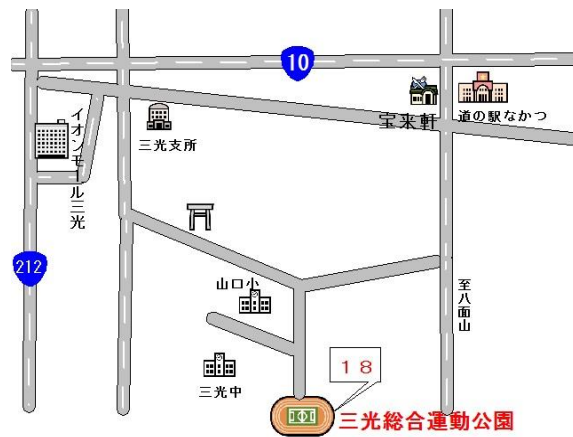 10
宝来軒
道の駅なかつ
三光支所
イオンモール三光
212
山口小
至八面山
三光中
18
三光総合運動公園